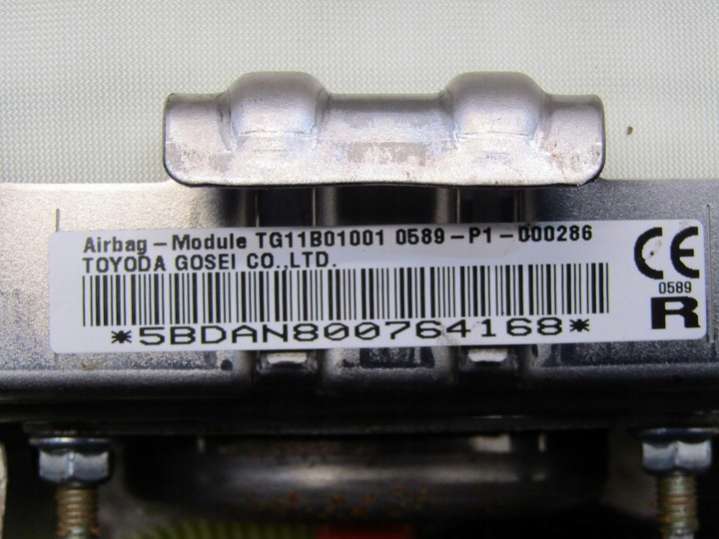 Airbag-Module TG11B01001 0589-P1-000286
TOYODA GOSEI CO.,LTD.
*5BDAN800764168*
CE
0589
R